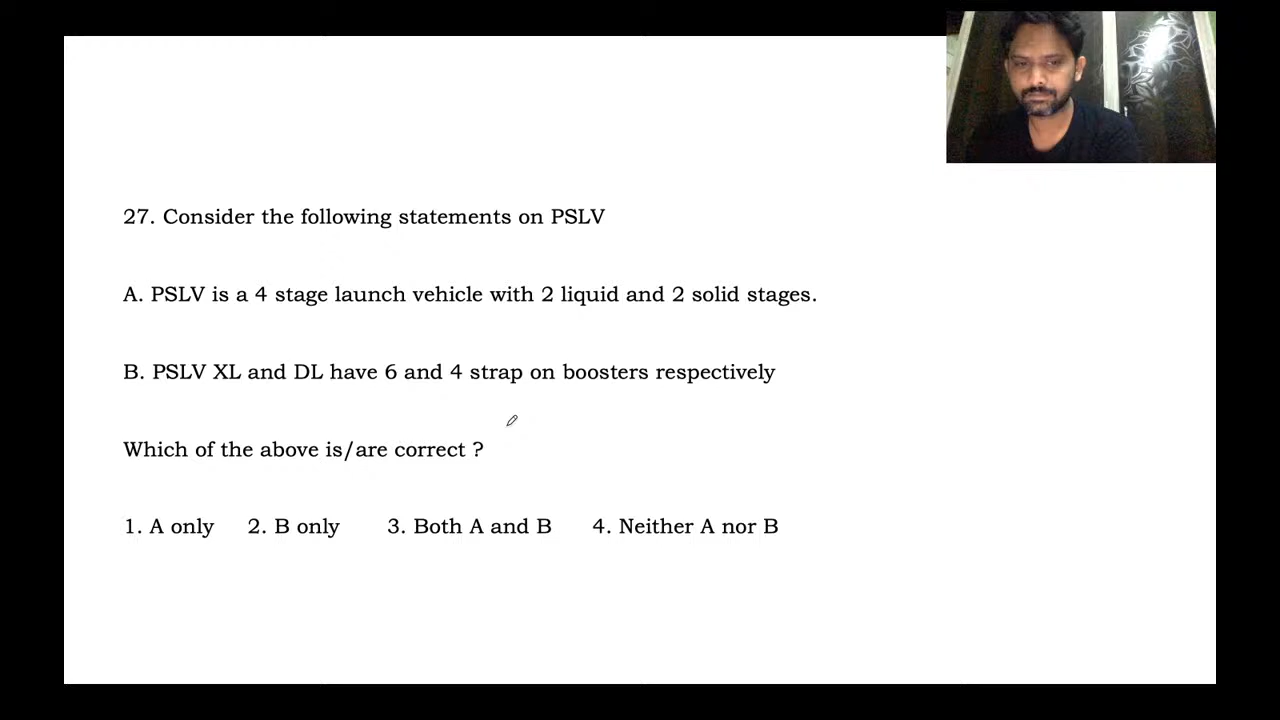 27. Consider the following statements on PSLV
A. PSLV is a 4 stage launch vehicle with 2 liquid and 2 solid stages.
B. PSLV XL and DL have 6 and 4 strap on boosters respectively
Which of the above is/are correct ?
1. A only 2. B only 3. Both A and B 4. Neither A nor B